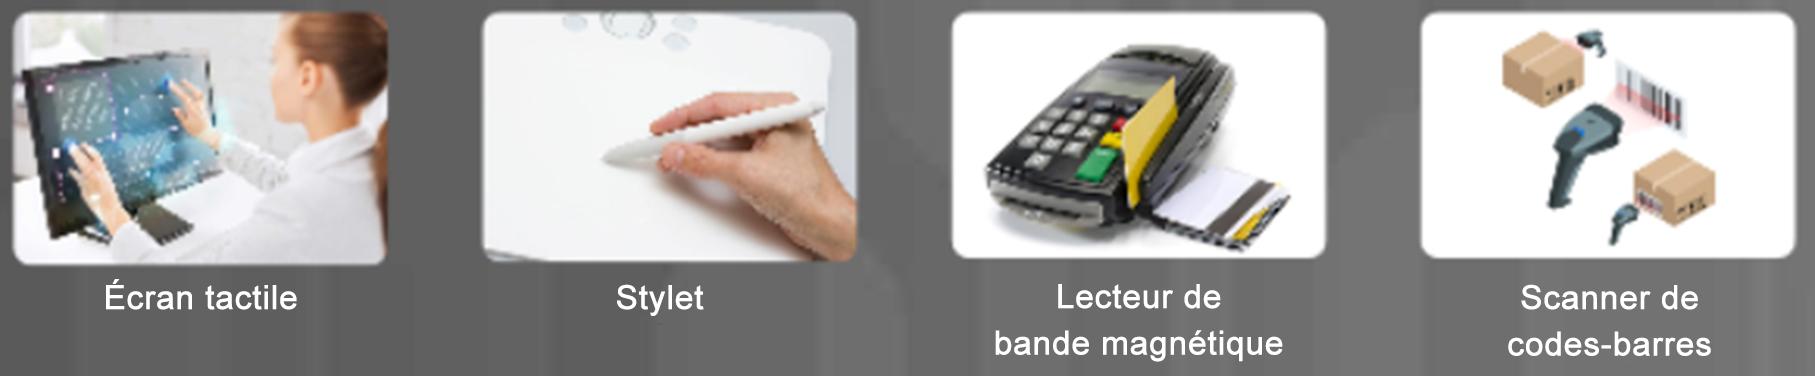 Écran tactile
Stylet
Lecteur de
bande magnétique
Scanner de
codes-barres